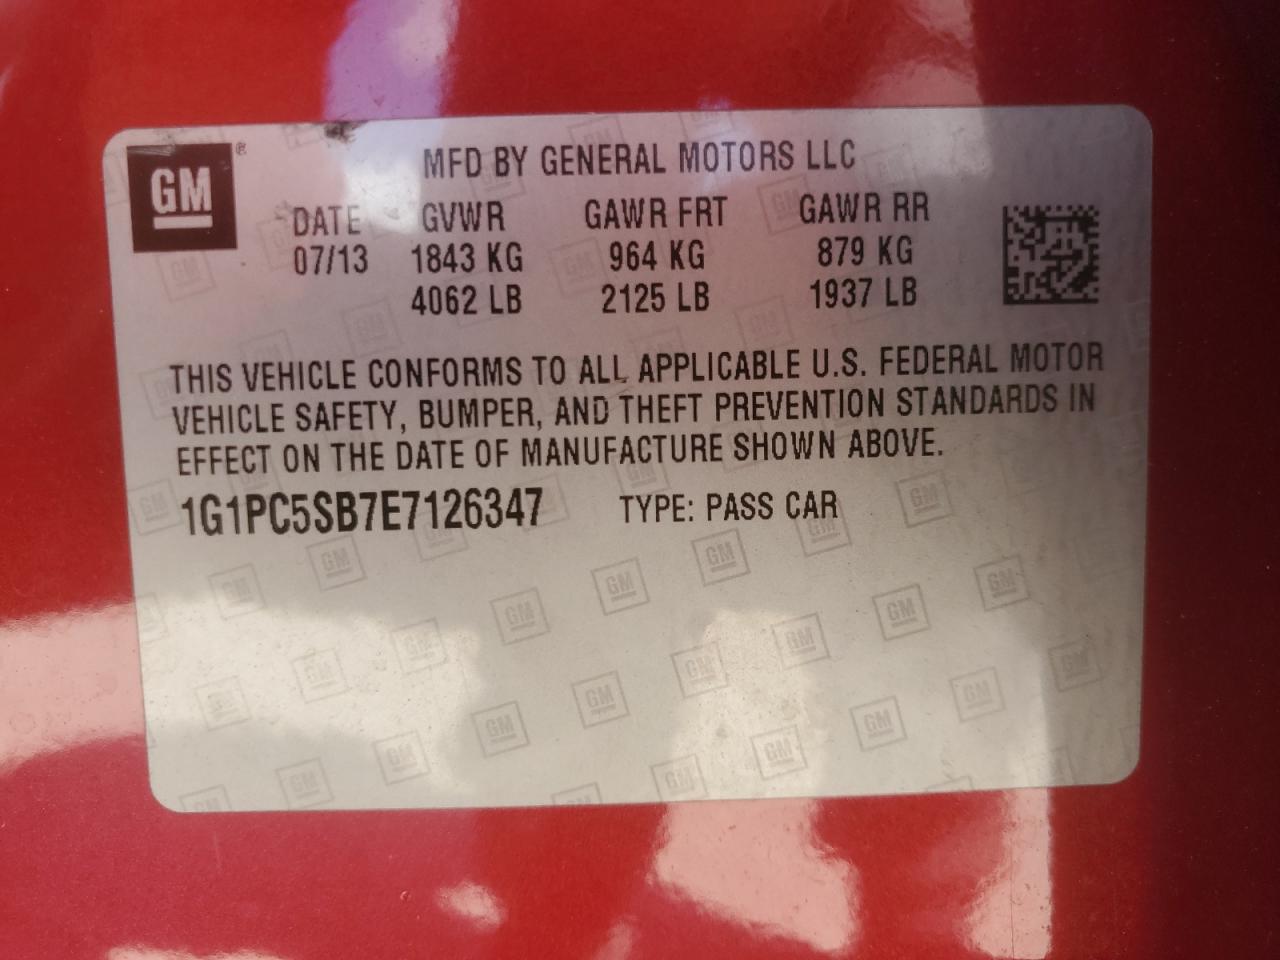 GM®
MFD BY GENERAL MOTORS LLC
DATE GVWR GAWR FRT GAWR RR
07/13 1843 KG 964 KG 879 KG
4062 LB 2125 LB 1937 LB
THIS VEHICLE CONFORMS TO ALL APPLICABLE U.S. FEDERAL MOTOR
VEHICLE SAFETY, BUMPER, AND THEFT PREVENTION STANDARDS IN
EFFECT ON THE DATE OF MANUFACTURE SHOWN ABOVE.
1G1PC5SB7E7126347 TYPE: PASS CAR